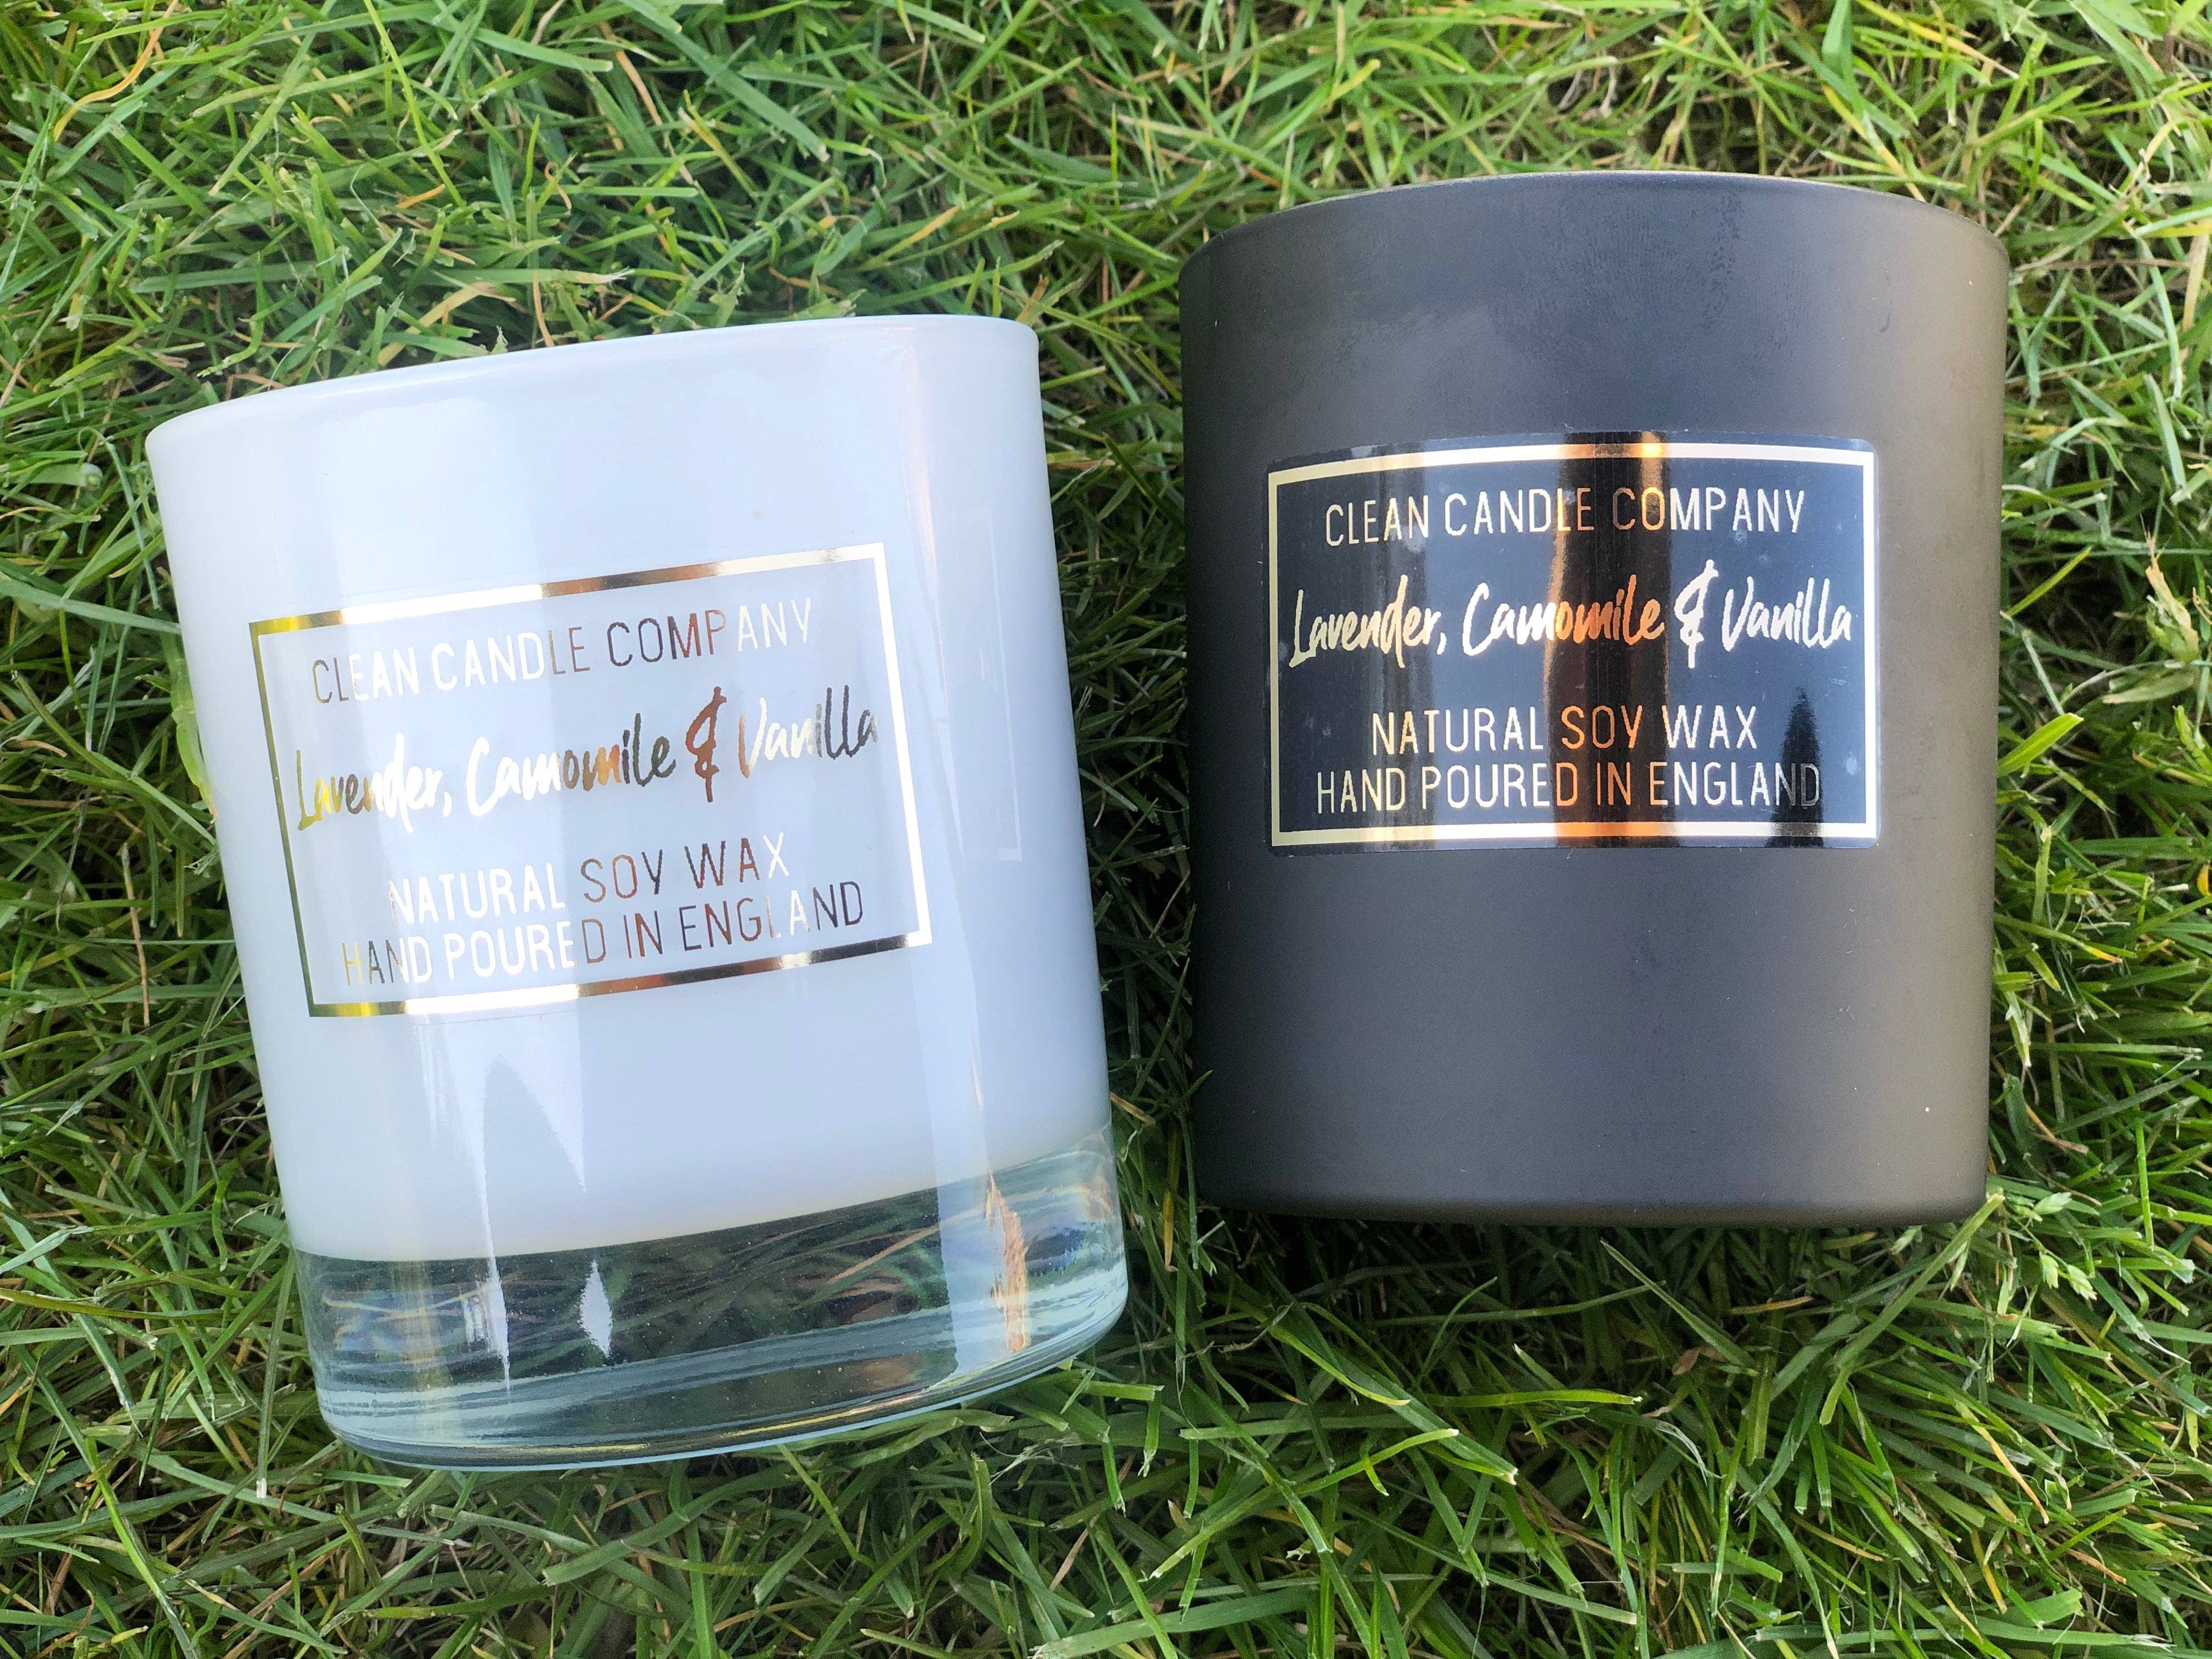 CLEAN CANDLE COMPANY
Lavender, Camomile & Vanilla
NATURAL SOY WAX
HAND POURED IN ENGLAND
CLEAN CANDLE COMPANY
Lavender, Camomile & Vanilla
NATURAL SOY WAX
HAND POURED IN ENGLAND